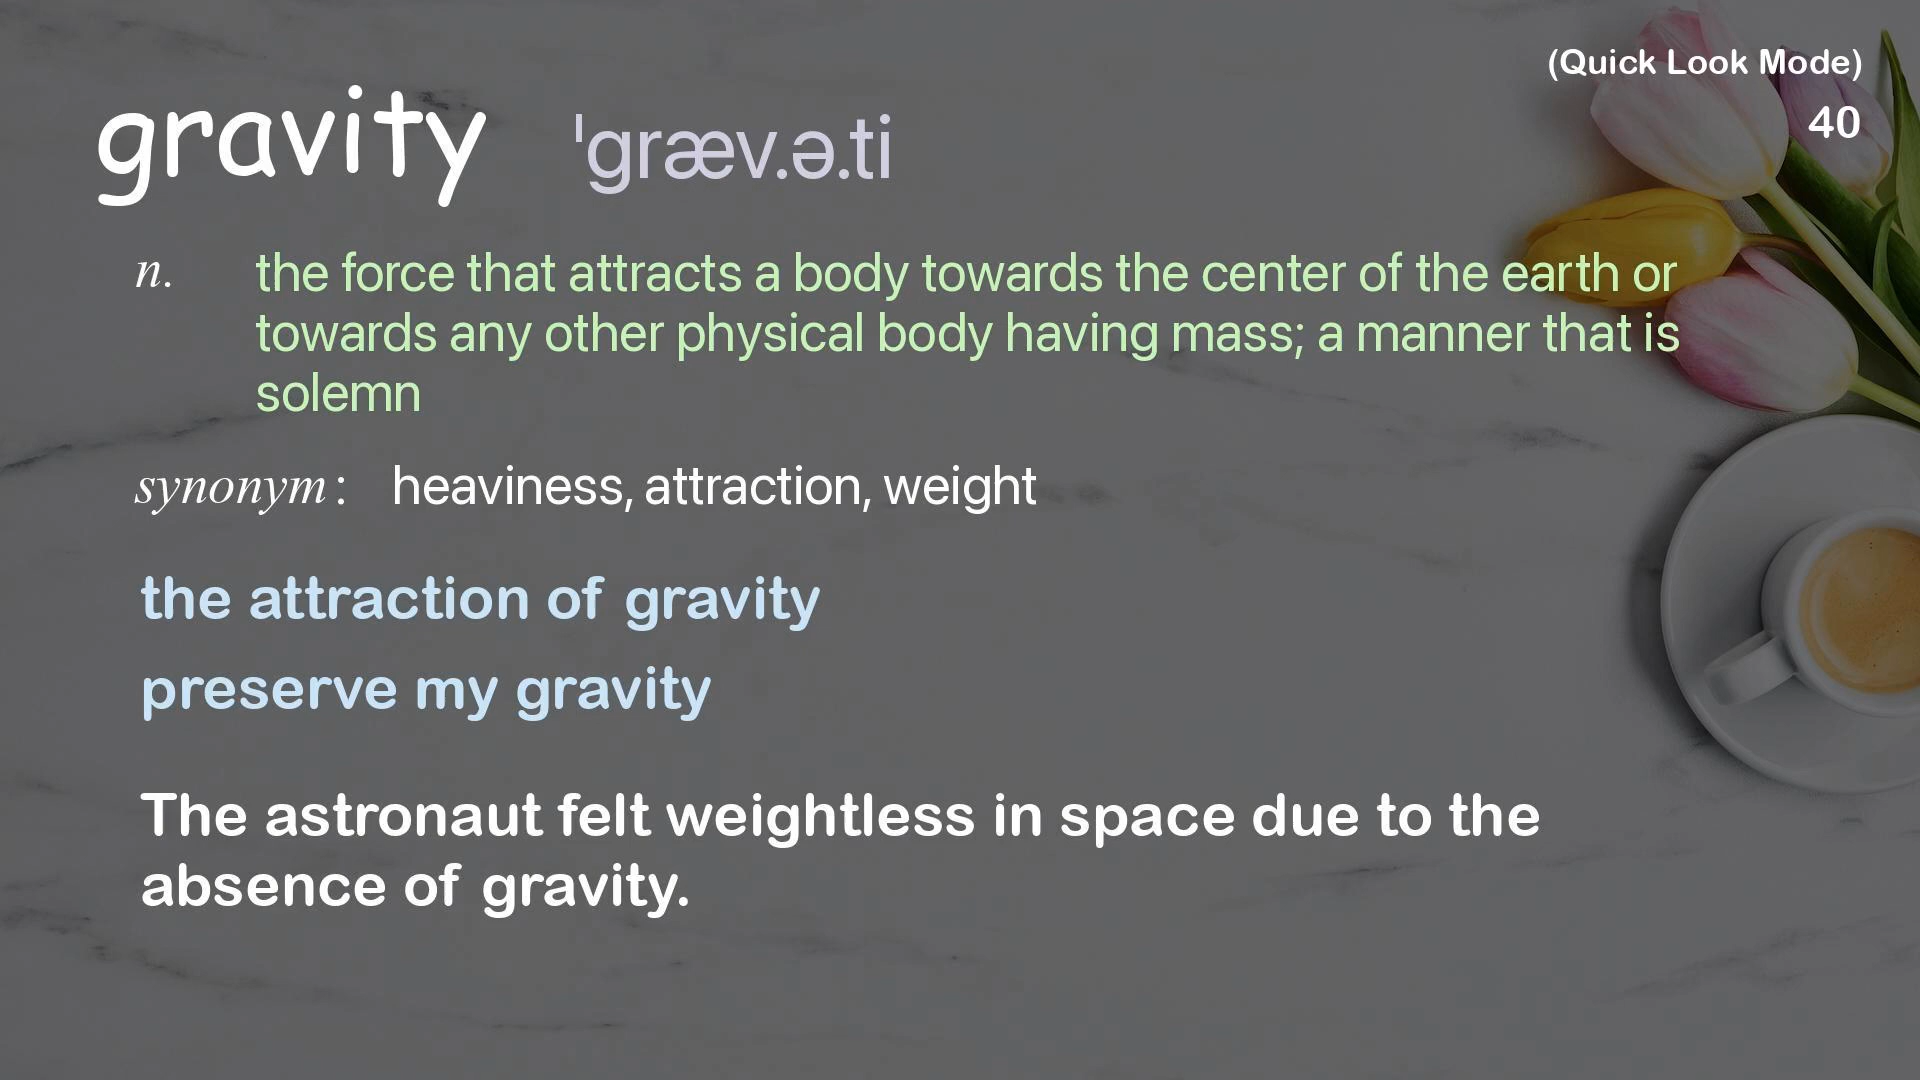 (Quick Look Mode)
40
gravity ˈɡræv.ə.ti
n. the force that attracts a body towards the center of the earth or
towards any other physical body having mass; a manner that is
solemn
synonym: heaviness, attraction, weight
the attraction of gravity
preserve my gravity
The astronaut felt weightless in space due to the
absence of gravity.